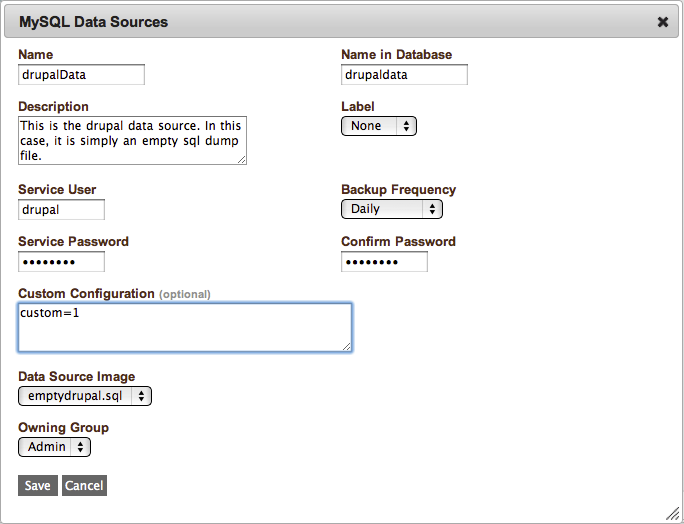 MySQL Data Sources
Name
Name in Database
drupalData
drupaldata
Description
Label
This is the drupal data source. In this
case, it is simply an empty sql dump
file.
None
Service User
Backup Frequency
drupal
Daily
Service Password
Confirm Password
••••••••
••••••••
Custom Configuration (optional)
custom=1
Data Source Image
emptydrupal.sql
Owning Group
Admin
Save
Cancel